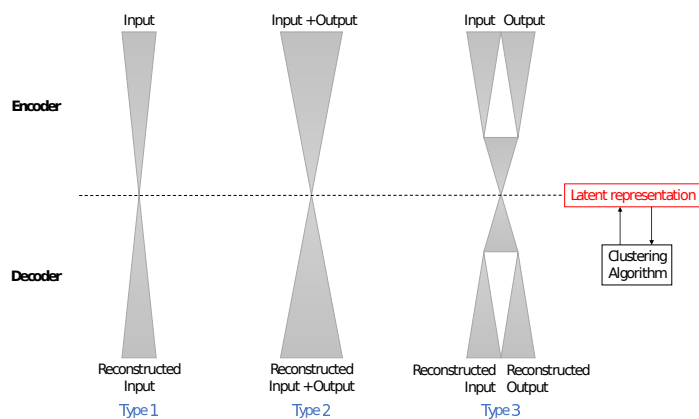 Input
Input + Output
Input Output
Encoder
Latent representation
Clustering
Algorithm
Decoder
Reconstructed
Input
Reconstructed
Input + Output
Reconstructed
Input
Reconstructed
Output
Type 1
Type 2
Type 3